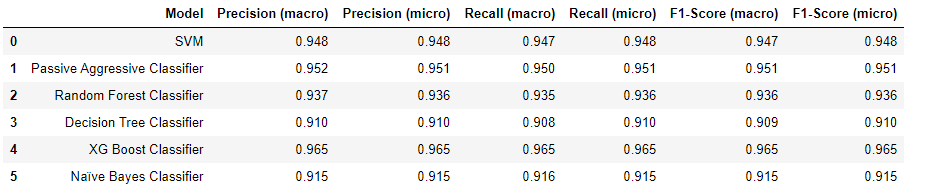 Model Precision (macro) Precision (micro) Recall (macro) Recall (micro) F1-Score (macro) F1-Score (micro)
0 SVM 0.948 0.948 0.947 0.948 0.947 0.948
1 Passive Aggressive Classifier 0.952 0.951 0.950 0.951 0.951 0.951
2 Random Forest Classifier 0.937 0.936 0.935 0.936 0.936 0.936
3 Decision Tree Classifier 0.910 0.910 0.908 0.910 0.909 0.910
4 XG Boost Classifier 0.965 0.965 0.965 0.965 0.965 0.965
5 Naïve Bayes Classifier 0.915 0.915 0.916 0.915 0.915 0.915